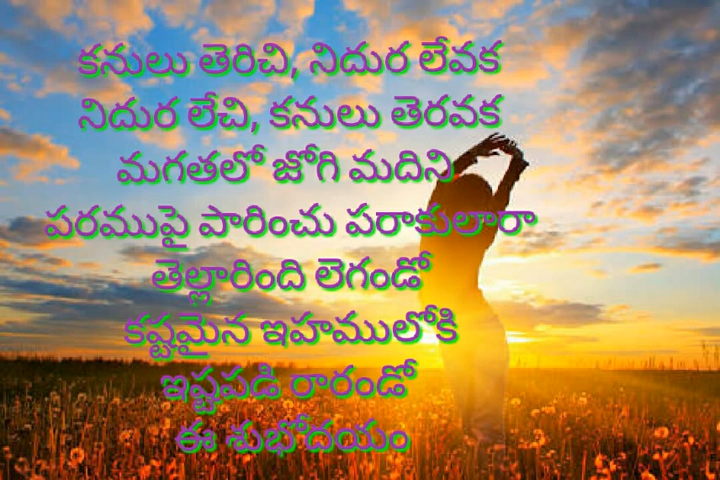 కనులు తెరిచి, నిదుర లేవక
నిదుర లేచి, కనులు తెరవక
మగతలో జోగి మదిని
పరముపై పారించు పరాకులారా
తెల్లారింది లెగండో
కష్టమైన ఇహములోకి
ఇష్టపడి రారండో
ఈ శుభోదయం